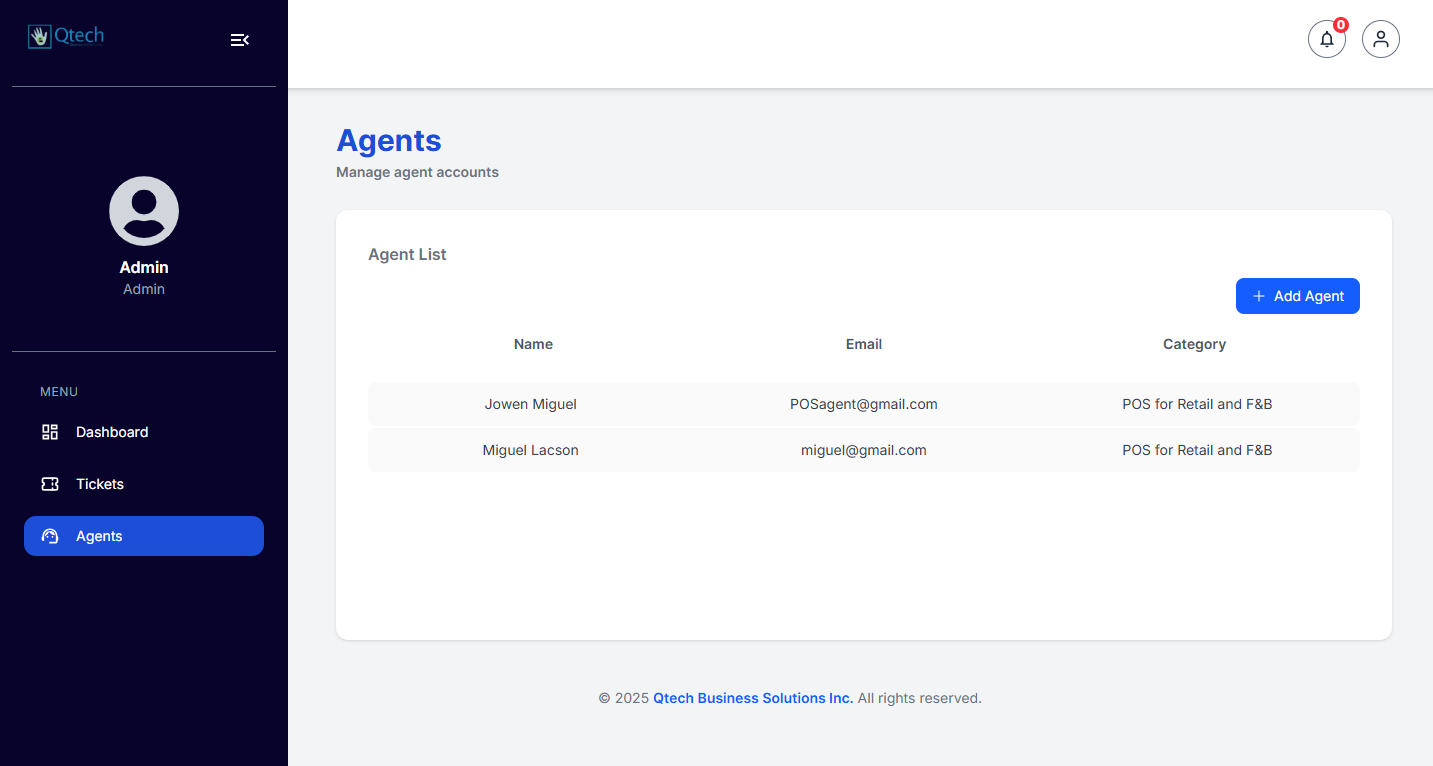 Qtech
0
Admin
Admin
MENU
Dashboard
Tickets
Agents
Agents
Manage agent accounts
Agent List
Add Agent
Name Email Category
Jowen Miguel POSagent@gmail.com POS for Retail and F&B
Miguel Lacson miguel@gmail.com POS for Retail and F&B
© 2025 Qtech Business Solutions Inc. All rights reserved.